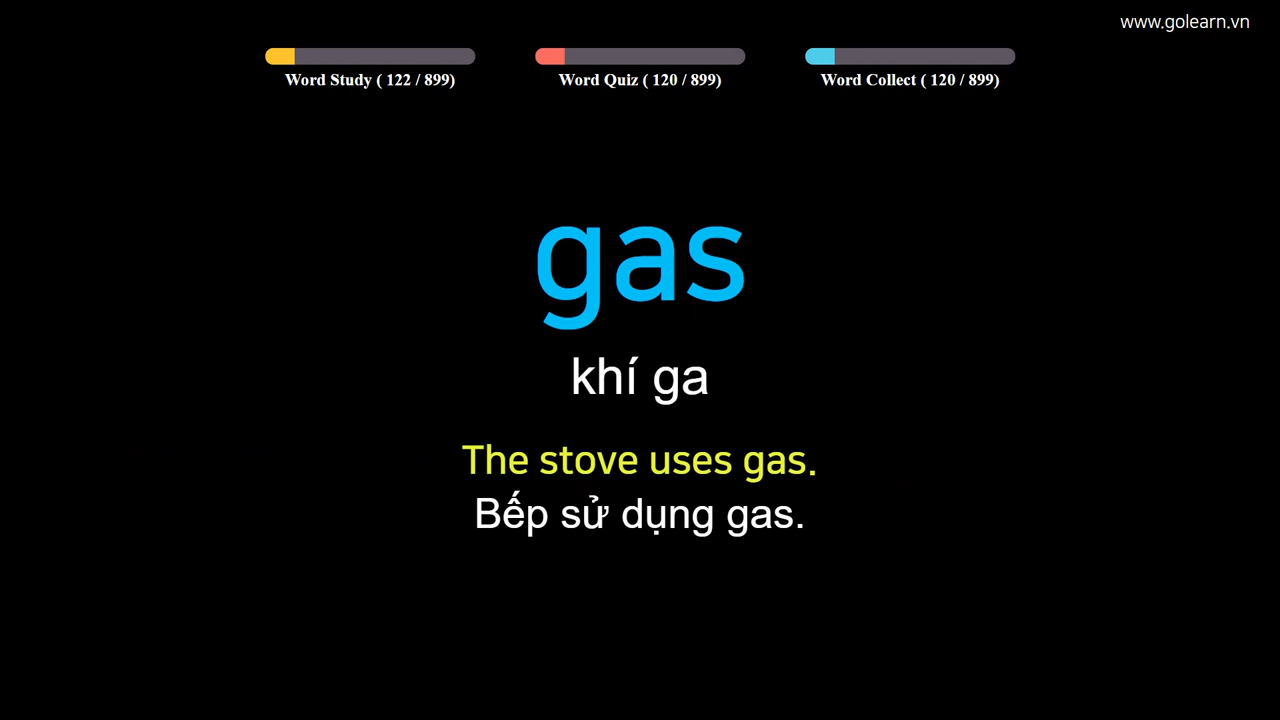 www.golearn.vn
Word Study ( 122 / 899)
Word Quiz ( 120 / 899)
Word Collect ( 120 / 899)
gas
khí ga
The stove uses gas.
Bếp sử dụng gas.